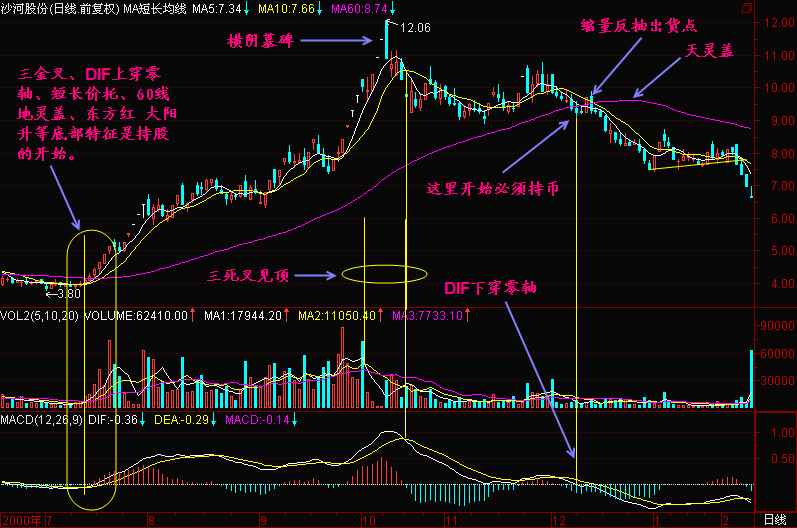 沙河股份(日线.前复权) MA短长均线 MA5:7.34↓ MA10:7.66↓ MA60:8.74↓
12.06
横阴墓碑
缩量反抽出货点
天灵盖
三金叉、DIF上穿零
轴、短长价托、60线
地灵盖、东方红 大阳
升等底部特征是持股
的开始。
这里开始必须持币
三死叉见顶
DIF下穿零轴
3.80
12.00
11.00
10.00
9.00
8.00
7.00
6.00
5.00
4.00
VOL2(5,10,20) VOLUME:62410.00↑ MA1:17944.20↑ MA2:11050.40↑ MA3:7733.10↑
90000
60000
30000
MACD(12,26,9) DIF:-0.36↓ DEA:-0.29↓ MACD:-0.14↓
1.00
0.50
2000年 7 8 9 10 11 12 1 2 日线